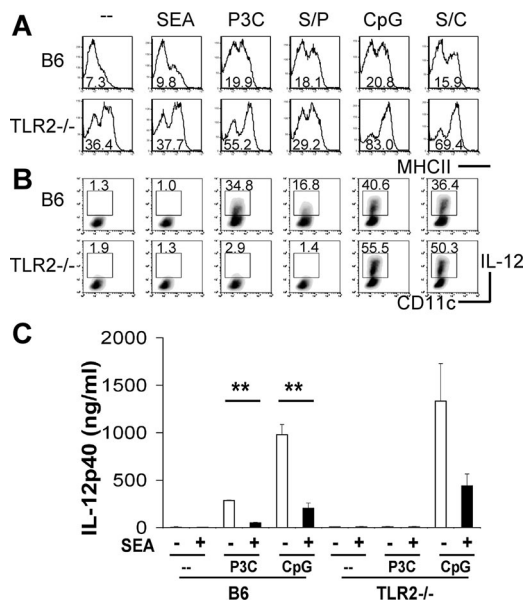 A -- SEA P3C S/P CpG S/C
B6 7.3 9.8 19.9 18.1 20.8 15.9
TLR2-/- 36.4 37.7 55.2 29.2 83.0 69.4
MHCII
B
B6 1.3 1.0 34.8 16.8 40.6 36.4
TLR2-/- 1.9 1.3 2.9 1.4 55.5 50.3
IL-12
CD11c
C
IL-12p40 (ng/ml)
2000
1500
1000
500
0
** **
SEA - + - + - + - + - + - +
-- P3C CpG -- P3C CpG
B6 TLR2-/-